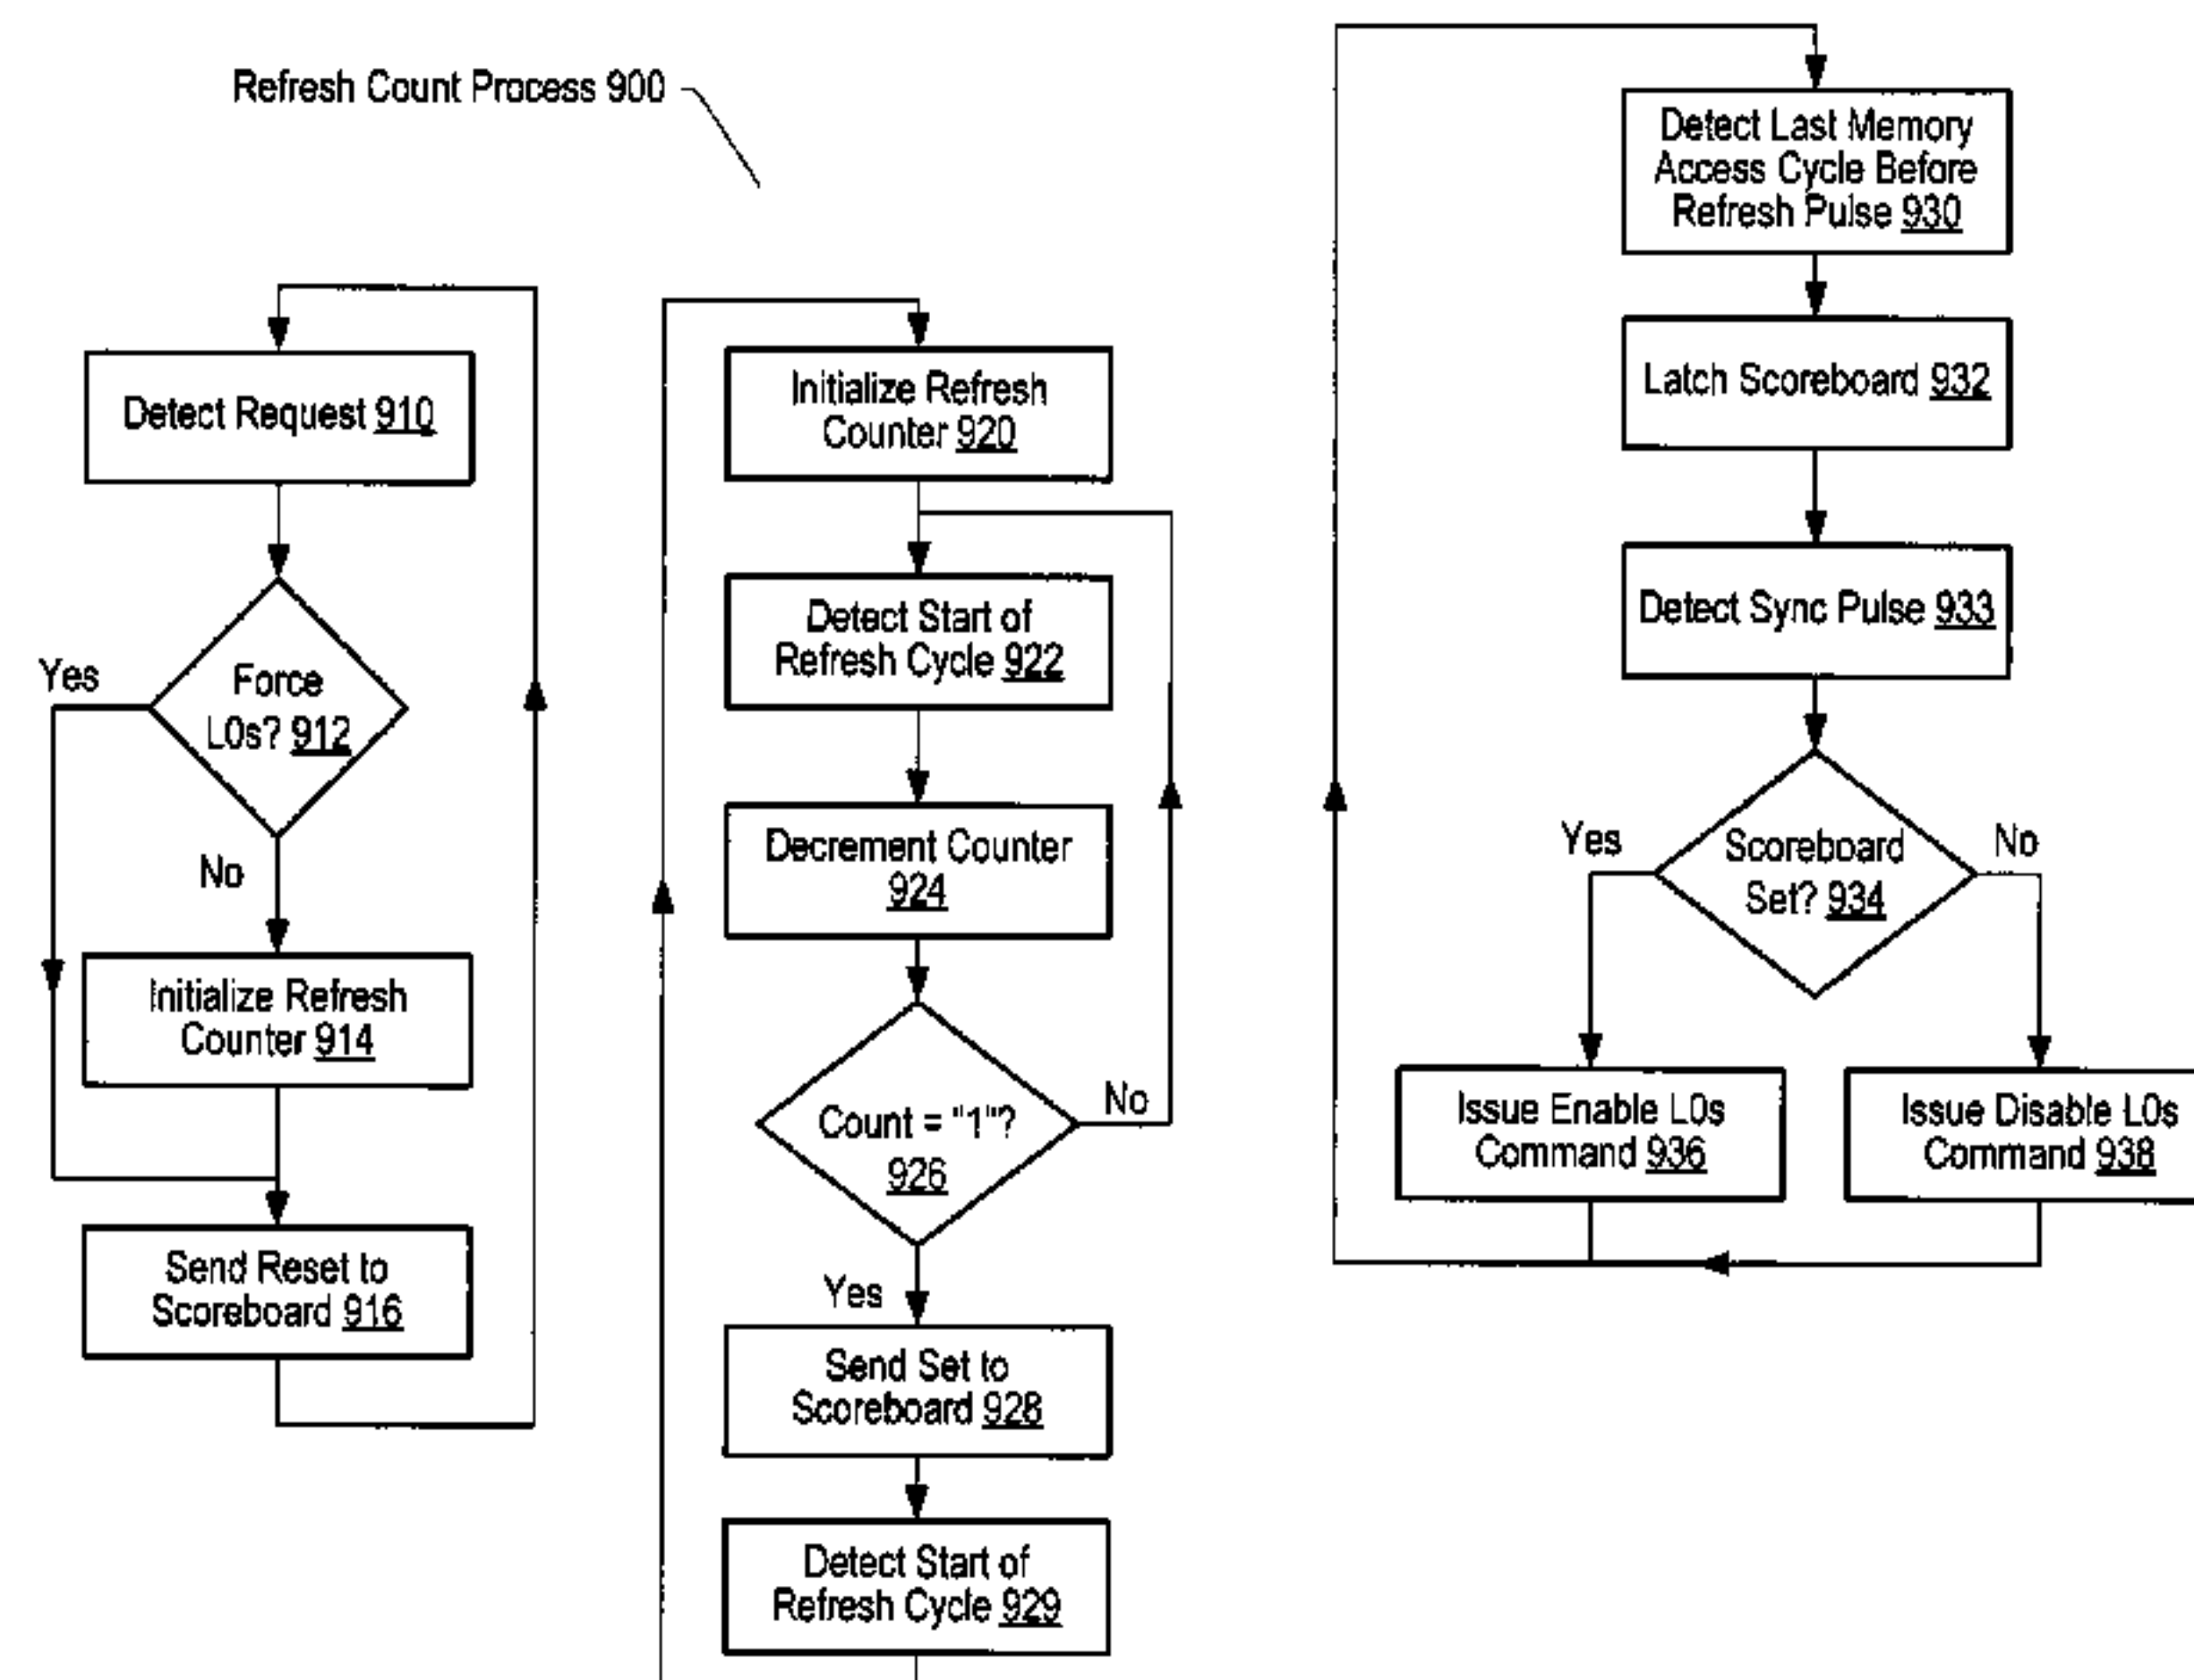 Refresh Count Process 900
Detect Request 910
Force
L0s? 912
Yes
No
Initialize Refresh
Counter 914
Send Reset to
Scoreboard 916
Initialize Refresh
Counter 920
Detect Start of
Refresh Cycle 922
Decrement Counter
924
Count = "1"?
926
No
Yes
Send Set to
Scoreboard 928
Detect Start of
Refresh Cycle 929
Detect Last Memory
Access Cycle Before
Refresh Pulse 930
Latch Scoreboard 932
Detect Sync Pulse 933
Scoreboard
Set? 934
Yes
No
Issue Enable L0s
Command 936
Issue Disable L0s
Command 938